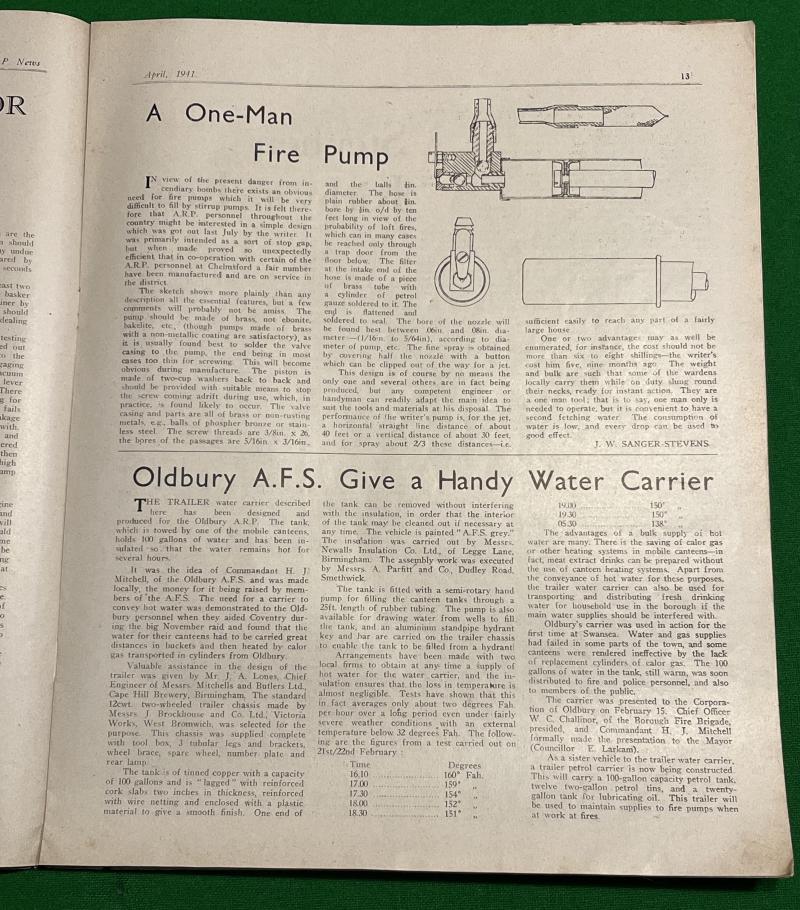 P News
OR
are the
should
seconds
east two
basker
should
dealing
testing
ed out
to the
lever
There
fails
with.
and
then
high
April, 1941.
13
A One-Man
Fire Pump
IN view of the present danger from in-
cendiary bombs there exists an obvious
need for fire pumps which it will be very
difficult to fill by stirrup pumps. It is felt there-
fore that A.R.P. personnel throughout the
country might be interested in a simple design
which was got out last July by the writer. It
was primarily intended as a sort of stop gap,
but when made proved so unexpectedly
efficient that in co-operation with certain of the
A.R.P. personnel at Chelmsford a fair number
have been manufactured and are on service in
the district.
The sketch shows more plainly than any
description all the essential features, but a few
comments will probably not be amiss. The
pump should be made of brass, not ebonite,
bakelite, etc., (though pumps made of brass
with a non-metallic coating are satisfactory), as
it is usually found best to solder the valve
casing to the pump, the end being in most
cases too thin for screwing. This will become
obvious during manufacture. The piston is
made of two-cup washers back to back and
should be provided with suitable means to stop
the screw coming adrift during use, which, in
practice, is found likely to occur. The valve
casing and parts are all of brass or non-rusting
metals, e.g., balls of phospher bronze or stain-
less steel. The screw threads are 3/8in. x 26,
the bores of the passages are 5/16in. x 3/16in.
and the balls ¼in.
diameter. The hose is
plain rubber about
bore by o/d by ten
feet long in view of the
probability of loft fires,
which can in many cases
be reached only through
a trap door from the
floor below. The filter
at the intake end of the
hose is made of a piece
of brass tube with
a cylinder of petrol
gauze soldered to it. The
end is flattened and
soldered to seal. The bore of the nozzle will
be found best between .06in. and .08in. dia-
meter—(1/16in. to 5/64in.), according to dia-
meter of pump, etc. The fine spray is obtained
by covering half the nozzle with a button
which can be clipped out of the way for a jet.
This design is of course by no means the
only one and several others are in fact being
produced, but any competent engineer or
handyman can readily adapt the main idea to
suit the tools and materials at his disposal. The
performance of the writer's pump is, for the jet,
a horizontal straight line distance of about
40 feet or a vertical distance of about 30 feet,
and for spray about 2/3 these distances—i.e.
sufficient easily to reach any part of a fairly
large house
One or two advantages may as well be
enumerated, for instance, the cost should not be
more than six to eight shillings—the writer's
cost him five, nine months ago. The weight
and bulk are such that some of the wardens
locally carry them while on duty slung round
their necks, ready for instant action. They are
a one man tool; that is to say, one man only is
needed to operate, but it is convenient to have a
second fetching water. The consumption of
water is low, and every drop can be used to
good effect.
J. W. SANGER-STEVENS.
Oldbury A.F.S. Give a Handy Water Carrier
THE TRAILER water carrier described
here has been designed and
produced for the Oldbury A.R.P. The tank,
which is towed by one of the mobile canteens,
holds 100 gallons of water and has been in-
sulated so that the water remains hot for
several hours.
It was the idea of Commandant H. J.
Mitchell, of the Oldbury A.F.S. and was made
locally, the money for it being raised by mem-
bers of the A.F.S. The need for a carrier to
convey hot water was demonstrated to the Old-
bury personnel when they aided Coventry dur-
ing the big November raid and found that the
water for their canteens had to be carried great
distances in buckets and then heated by calor
gas transported in cylinders from Oldbury.
Valuable assistance in the design of the
trailer was given by Mr. J. A. Lones, Chief
Engineer of Messrs. Mitchells and Butlers Ltd.,
Cape Hill Brewery, Birmingham. The standard
12cwt. two-wheeled trailer chassis made by
Messrs J Brockhouse and Co. Ltd., Victoria
Works, West Bromwich, was selected for the
purpose. This chassis was supplied complete
with tool box, 3 tubular legs and brackets,
wheel brace, spare wheel, number plate and
rear lamp.
The tank is of tinned copper with a capacity
of 100 gallons and is "lagged" with reinforced
cork slabs two inches in thickness, reinforced
with wire netting and enclosed with a plastic
material to give a smooth finish. One end of
the tank can be removed without interfering
with the insulation, in order that the interior
of the tank may be cleaned out if necessary at
any time. The vehicle is painted "A.F.S. grey."
The insulation was carried out by Messrs.
Newalls Insulation Co. Ltd., of Legge Lane,
Birmingham. The assembly work was executed
by Messrs. A. Parfitt and Co., Dudley Road,
Smethwick.
The tank is fitted with a semi-rotary hand
pump for filling the canteen tanks through a
25ft. length of rubber tubing. The pump is also
available for drawing water from wells to fill
the tank, and an aluminium standpipe hydrant
key and bar are carried on the trailer chassis
to enable the tank to be filled from a hydrant
Arrangements have been made with two
local firms to obtain at any time a supply of
hot water for the water carrier, and the in-
sulation ensures that the loss in temperature is
almost negligible. Tests have shown that this
in fact averages only about two degrees Fah.
per hour over a long period even under fairly
severe weather conditions with an external
temperature below 32 degrees Fah. The follow-
ing are the figures from a test carried out on
21st/22nd February :
Time Degrees
16.10 ............... 160° Fah.
17.00 ............... 159° „
17.30 ............... 154° „
18.00 ............... 152° „
18.30 ............... 151° „
19.00 ............... 150° „
19.30 ............... 150° „
05.30 ............... 138° „
The advantages of a bulk supply of hot
water are many. There is the saving of calor gas
or other heating systems in mobile canteens—in
fact, meat extract drinks can be prepared without
the use of canteen heating systems. Apart from
the conveyance of hot water for these purposes,
the trailer water carrier can also be used for
transporting and distributing fresh drinking
water for household use in the borough if the
main water supplies should be interfered with.
Oldbury's carrier was used in action for the
first time at Swansea. Water and gas supplies
had failed in some parts of the town, and some
canteens were rendered ineffective by the lack
of replacement cylinders of calor gas. The 100
gallons of water in the tank, still warm, was soon
distributed to fire and police personnel, and also
to members of the public.
The carrier was presented to the Corpora-
tion of Oldbury on February 15. Chief Officer
W. C. Challinor, of the Borough Fire Brigade,
presided, and Commandant H. J. Mitchell
formally made the presentation to the Mayor
(Councillor E. Larkam).
As a sister vehicle to the trailer water carrier,
a trailer petrol carrier is now being constructed.
This will carry a 100-gallon capacity petrol tank,
twelve two-gallon petrol tins, and a twenty-
gallon tank for lubricating oil. This trailer will
be used to maintain supplies to fire pumps when
at work at fires.